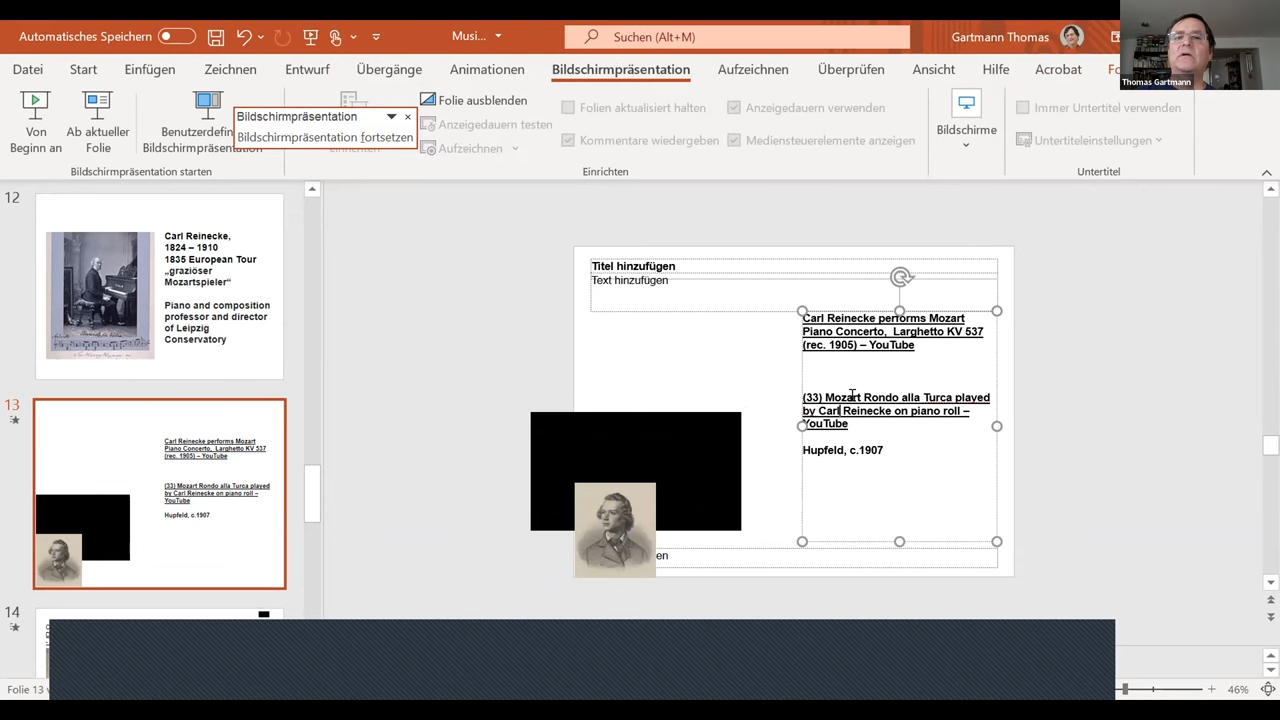 Automatisches Speichern
Musi...
Suchen (Alt+M)
Gartmann Thomas
Thomas Gartmann
Datei
Start
Einfügen
Zeichnen
Entwurf
Übergänge
Animationen
Bildschirmpräsentation
Aufzeichnen
Überprüfen
Ansicht
Hilfe
Acrobat
Von
Beginn an
Ab aktueller
Folie
Benutzerdefin
Bildschirmpräsentation
Bildschirmpräsentation
Bildschirmpräsentation fortsetzen
Folie ausblenden
Anzeigedauern testen
Aufzeichnen
Folien aktualisiert halten
Kommentare wiedergeben
Anzeigedauern verwenden
Mediensteuerelemente anzeigen
Bildschirme
Immer Untertitel verwenden
Untertiteleinstellungen
Bildschirmpräsentation starten
Einrichten
Untertitel
12
Carl Reinecke,
1824 – 1910
1835 European Tour
„graziöser
Mozartspieler“
Piano and composition
professor and director
of Leipzig
Conservatory
13
Carl Reinecke performs Mozart
Piano Concerto, Larghetto KV 537
(rec. 1905) – YouTube
(33) Mozart Rondo alla Turca played
by Carl Reinecke on piano roll –
YouTube
Hupfeld, c.1907
14
Titel hinzufügen
Text hinzufügen
Carl Reinecke performs Mozart
Piano Concerto, Larghetto KV 537
(rec. 1905) – YouTube
(33) Mozart Rondo alla Turca played
by Carl Reinecke on piano roll –
YouTube
Hupfeld, c.1907
en
Folie 13
46%